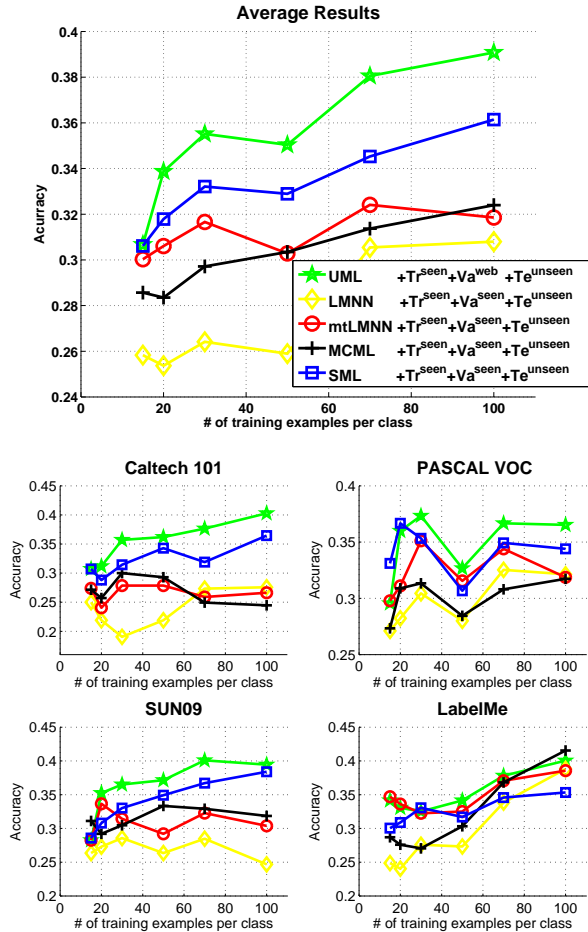 Average Results
0.4
0.38
0.36
0.34
0.32
0.3
0.28
0.26
0.24
Acurracy
0 20 40 60 80 100
# of training examples per class
UML +Tr^seen+Va^web +Te^unseen
LMNN +Tr^seen+Va^seen+Te^unseen
mtLMNN +Tr^seen+Va^seen +Te^unseen
MCML +Tr^seen+Va^seen+Te^unseen
SML +Tr^seen+Va^seen+Te^unseen
Caltech 101
0.45
0.4
0.35
0.3
0.25
0.2
Accuracy
0 20 40 60 80 100
# of training examples per class
PASCAL VOC
0.4
0.35
0.3
0.25
Accuracy
0 20 40 60 80 100
# of training examples per class
SUN09
0.45
0.4
0.35
0.3
0.25
0.2
Accuracy
0 20 40 60 80 100
# of training examples per class
LabelMe
0.45
0.4
0.35
0.3
0.25
0.2
Accuracy
0 20 40 60 80 100
# of training examples per class